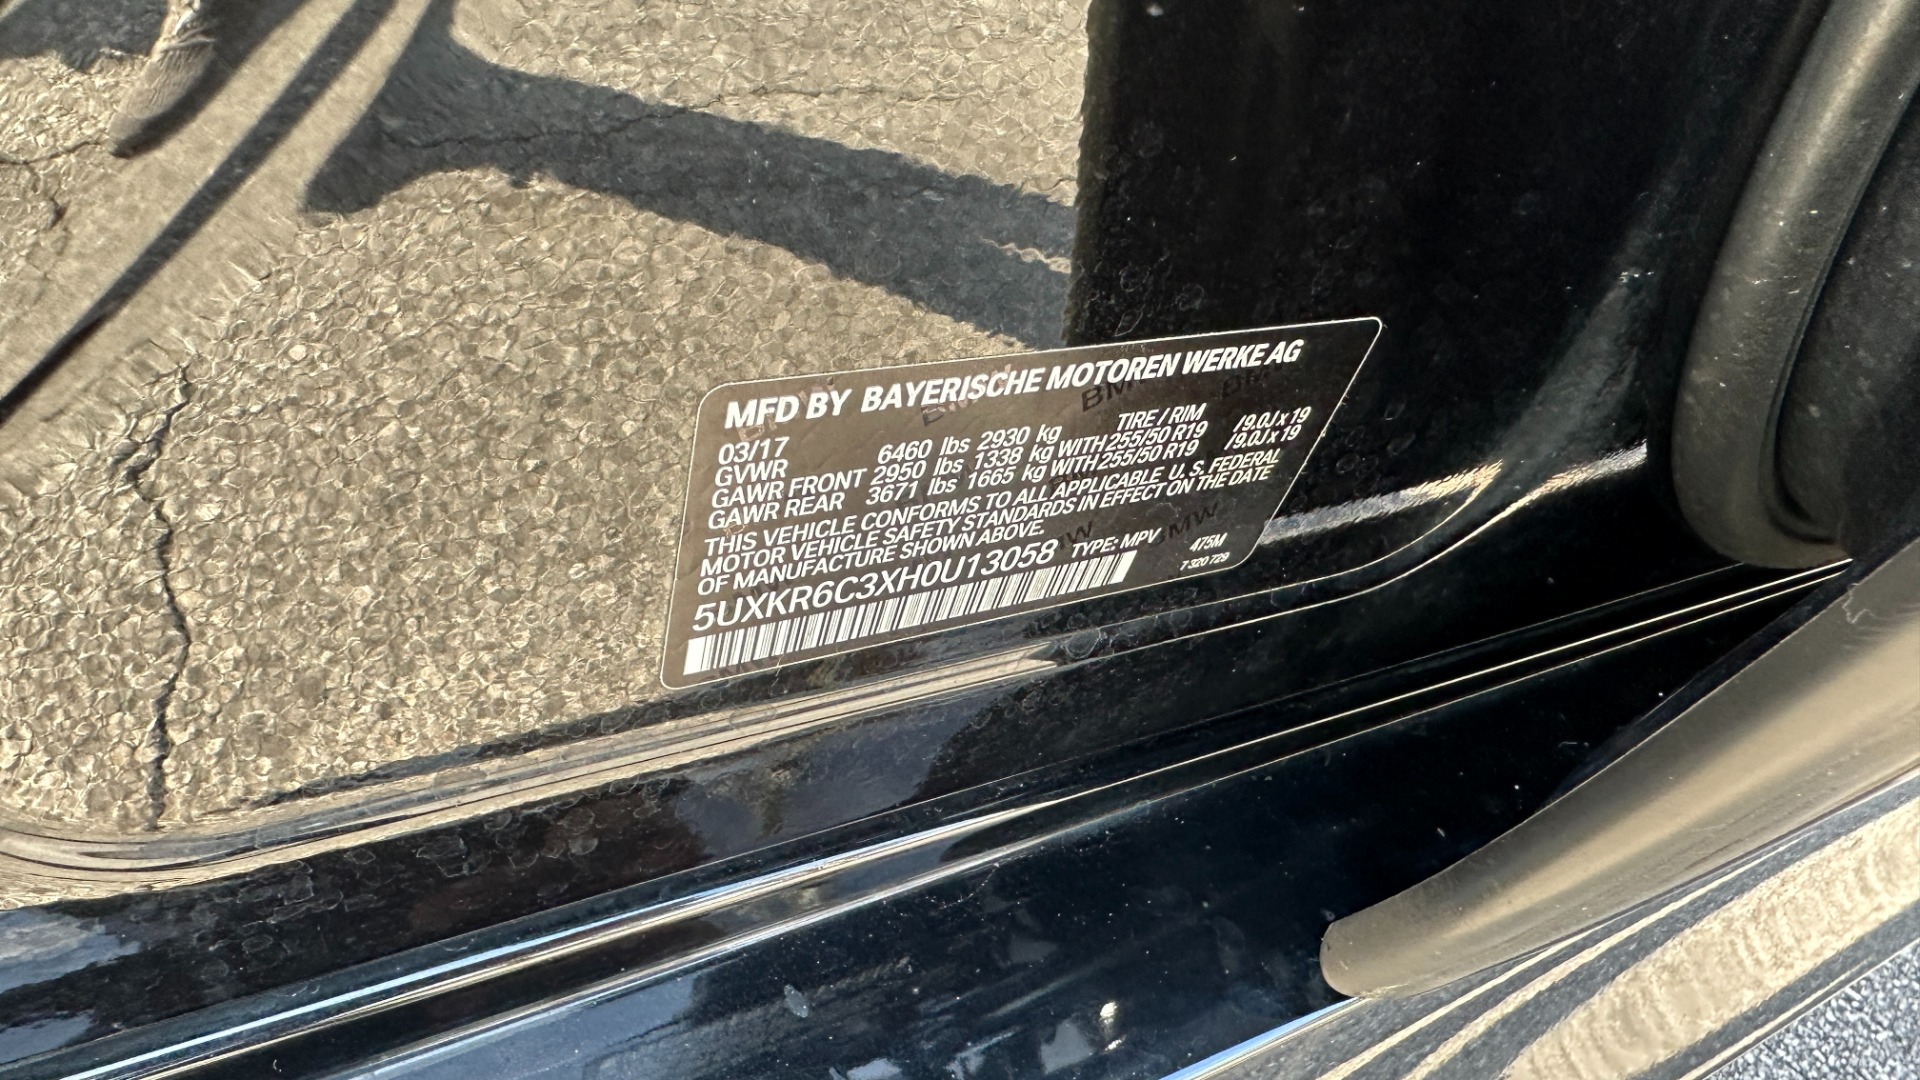 MFD BY BAYERISCHE MOTOREN WERKE AG
03/17 TIRE / RIM
GVWR 6460 lbs 2930 kg
GAWR FRONT 2950 lbs 1338 kg WITH 255/50 R19 /9.0J x 19
GAWR REAR 3671 lbs 1665 kg WITH 255/50 R19 /9.0J x 19
THIS VEHICLE CONFORMS TO ALL APPLICABLE U. S. FEDERAL
MOTOR VEHICLE SAFETY STANDARDS IN EFFECT ON THE DATE
OF MANUFACTURE SHOWN ABOVE.
5UXKR6C3XH0U13058 TYPE: MPV 475M
7 320 729